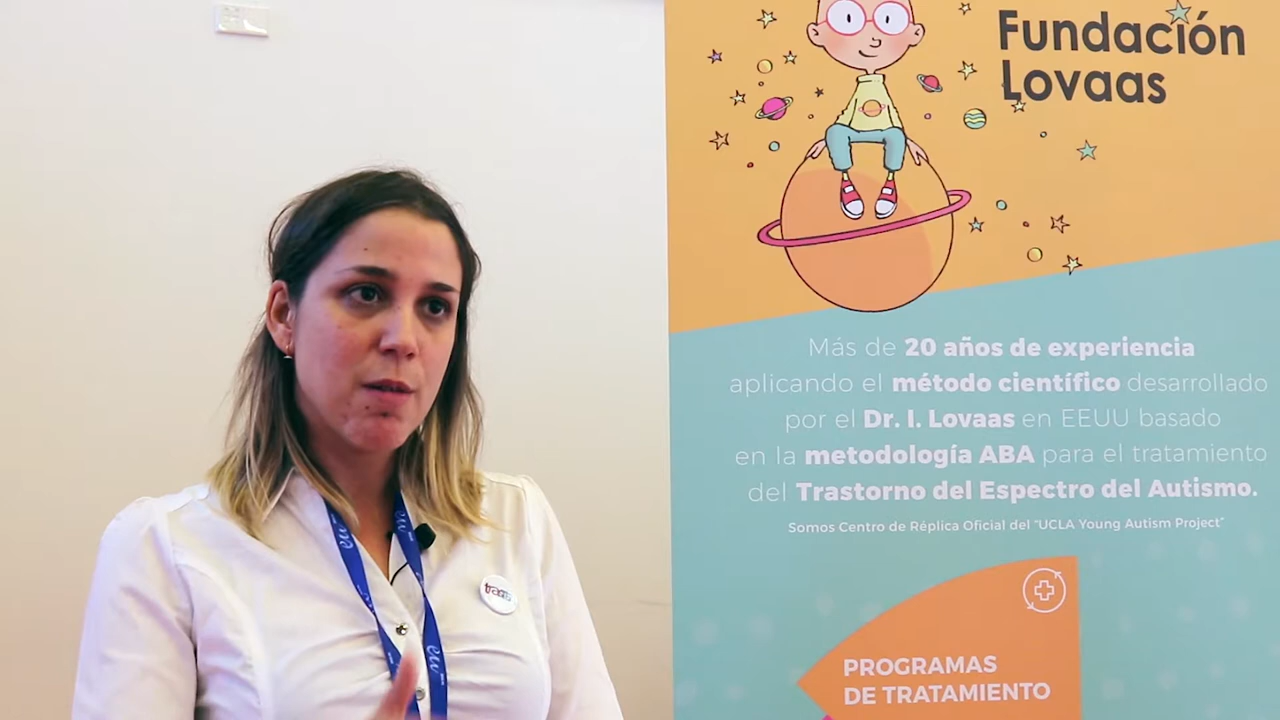 Fundación
Lovaas
Más de 20 años de experiencia
aplicando el método científico desarrollado
por el Dr. I. Lovaas en EEUU basado
en la metodología ABA para el tratamiento
del Trastorno del Espectro del Autismo.
Somos Centro de Réplica Oficial del "UCLA Young Autism Project"
PROGRAMAS
DE TRATAMIENTO